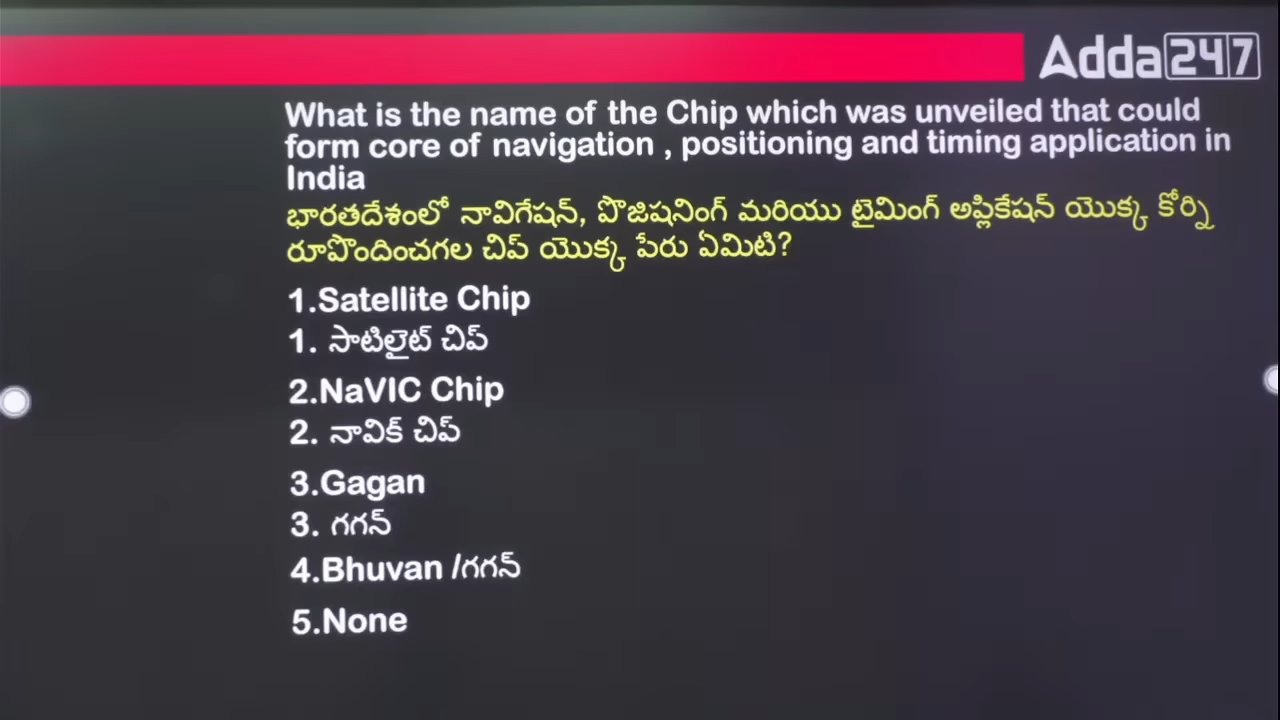 Adda247
What is the name of the Chip which was unveiled that could
form core of navigation , positioning and timing application in
India
భారతదేశంలో నావిగేషన్, పొజిషనింగ్ మరియు టైమింగ్ అప్లికేషన్ యొక్క కోర్ని
రూపొందించగల చిప్ యొక్క పేరు ఏమిటి?
1.Satellite Chip
1. సాటిలైట్ చిప్
2.NaVIC Chip
2. నావిక్ చిప్
3.Gagan
3. గగన్
4.Bhuvan /గగన్
5.None